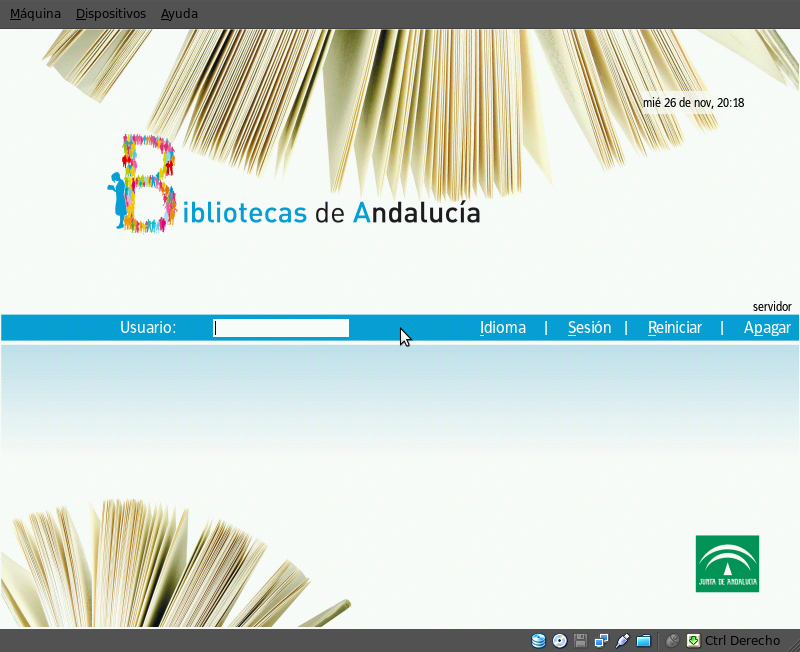 Máquina Dispositivos Ayuda
mié 26 de nov, 20:18
Bibliotecas de Andalucía
servidor
Usuario: Idioma | Sesión | Reiniciar | Apagar
JUNTA DE ANDALUCIA
Ctrl Derecho